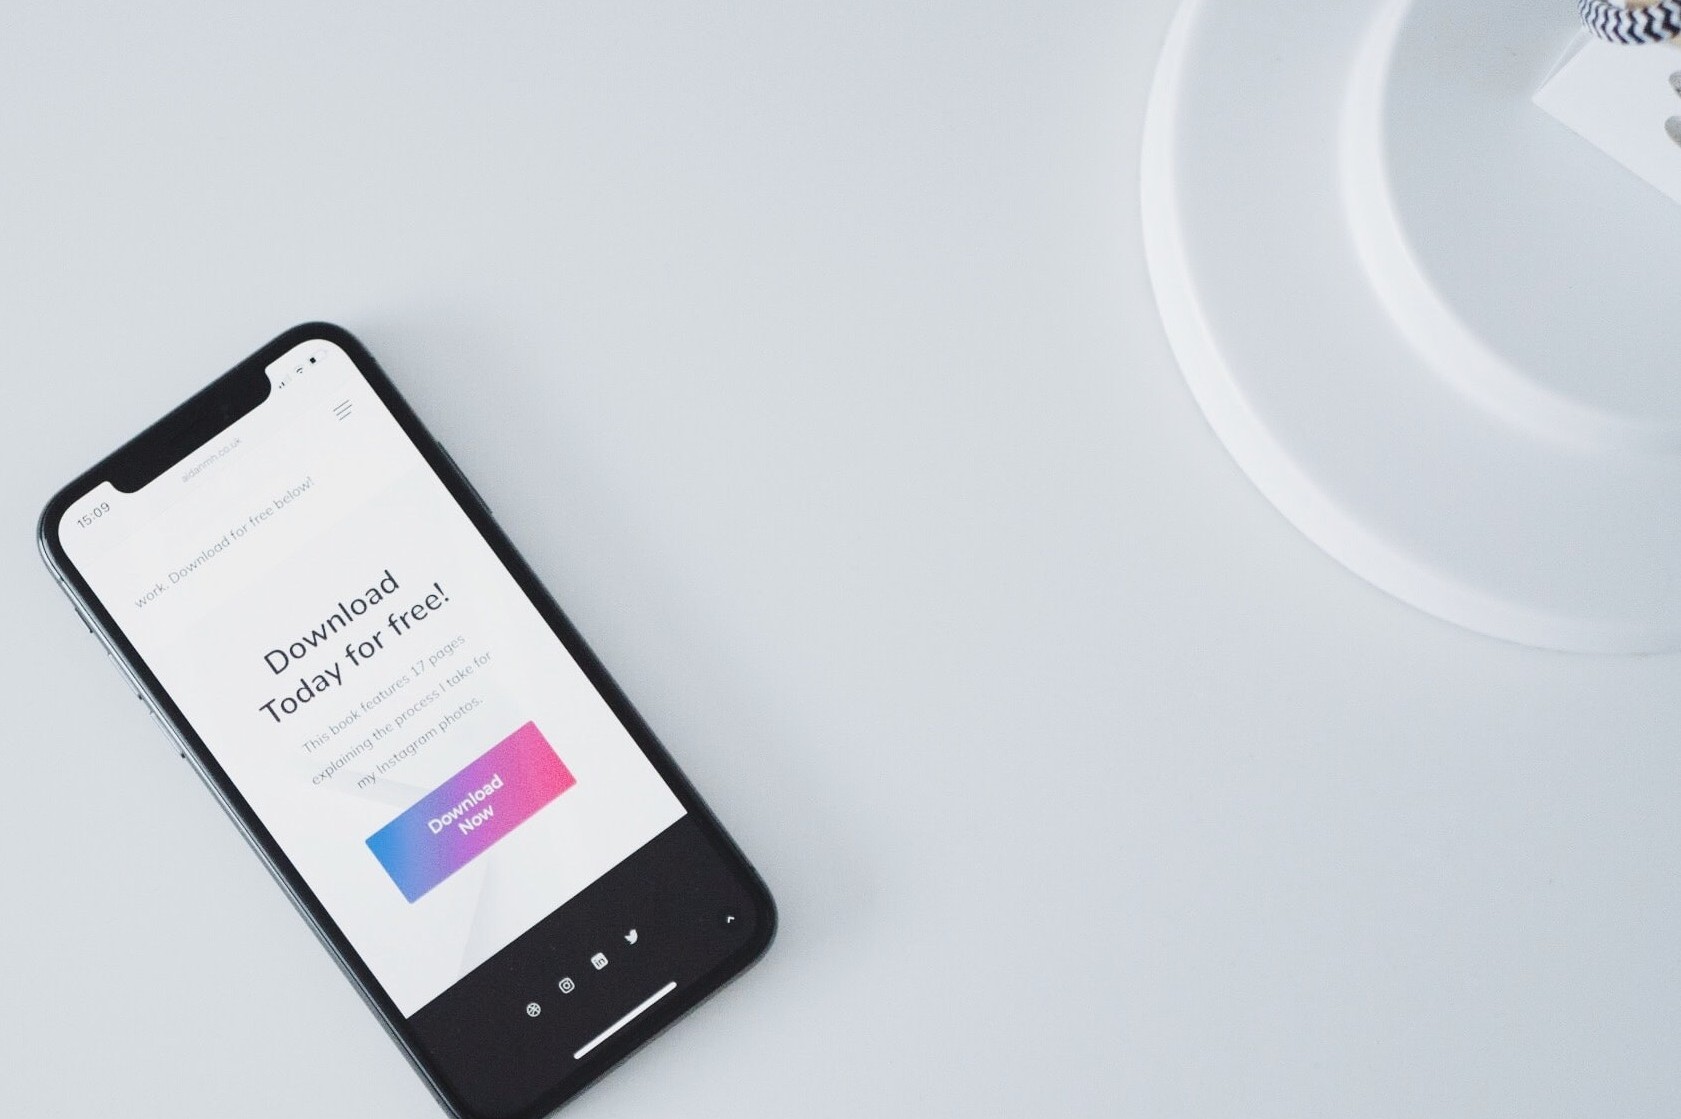 15:09
aidanmh.co.uk
work. Download for free below!
Download
Today for free!
This book features 17 pages
explaining the process I take for
my Instagram photos.
Download
Now
in